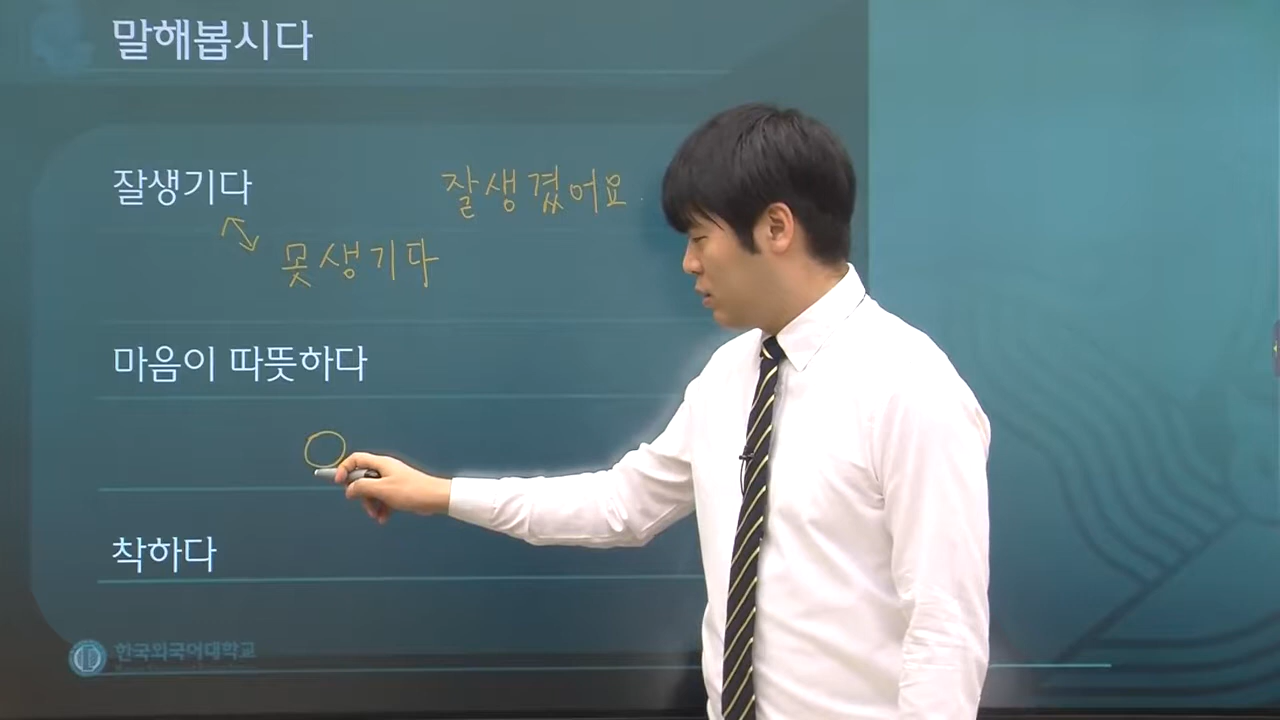 말해봅시다
잘생기다 잘생겼어요.
못생기다
마음이 따뜻하다
착하다
한국외국어대학교